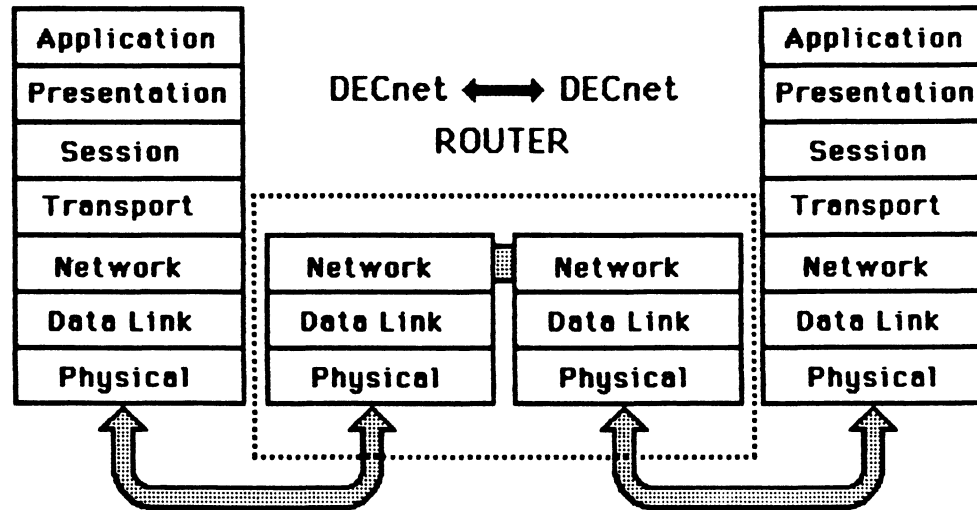 Application
Presentation
Session
Transport
Network
Data Link
Physical
DECnet DECnet
ROUTER
Network
Data Link
Physical
Network
Data Link
Physical
Application
Presentation
Session
Transport
Network
Data Link
Physical